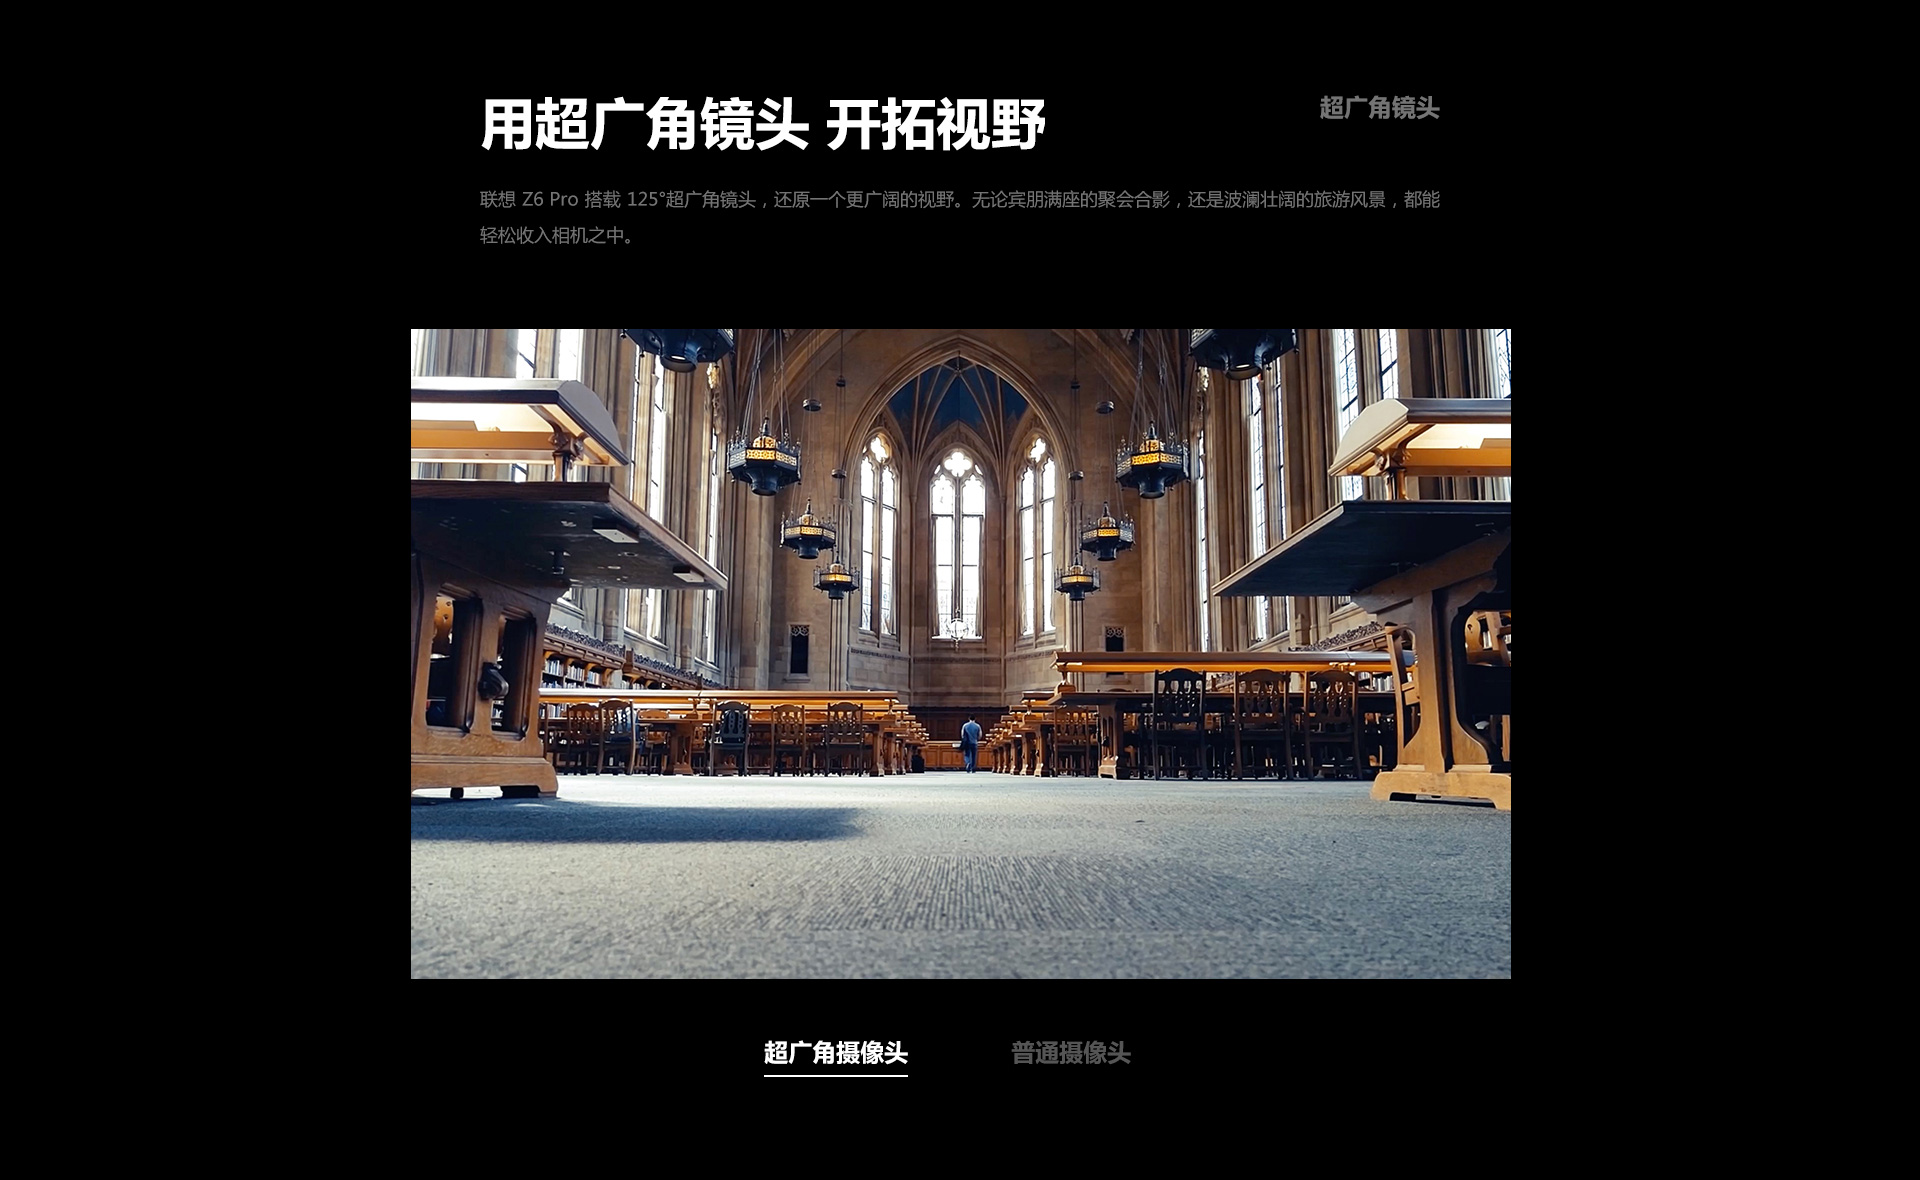 用超广角镜头 开拓视野
超广角镜头
联想 Z6 Pro 搭载 125°超广角镜头，还原一个更广阔的视野。无论宾朋满座的聚会合影，还是波澜壮阔的旅游风景，都能
轻松收入相机之中。
超广角摄像头
普通摄像头